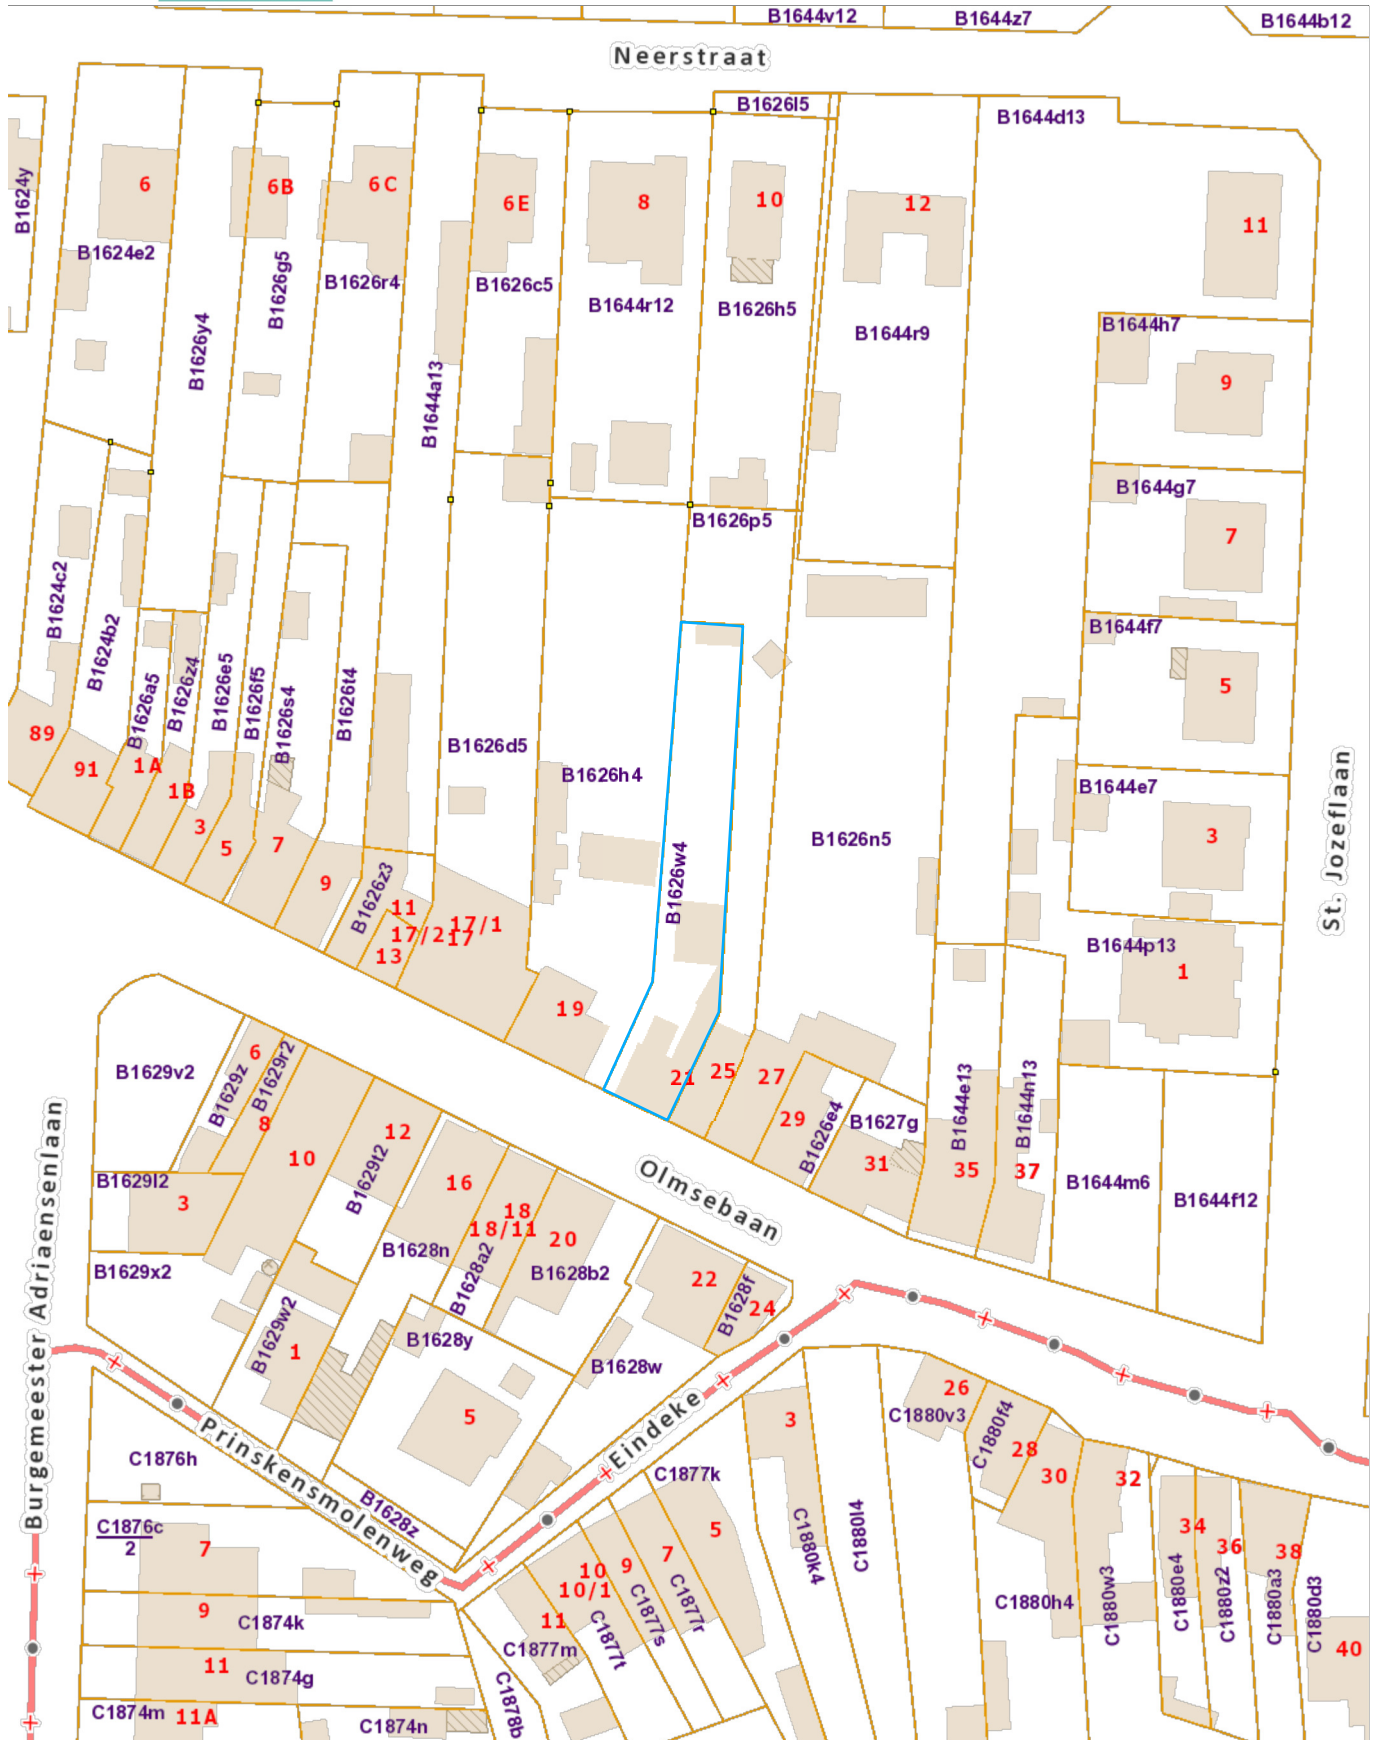 B1644v12
B1644z7
B1644b12
Neerstraat
B1626l5
B1644d13
B1624y
6
6B
6C
6E
8
10
12
11
B1624e2
B1626g5
B1626r4
B1626c5
B1644r12
B1626h5
B1644r9
B1626y4
B1644a13
B1644h7
9
B1644g7
7
B1626p5
B1624c2
B1624b2
B1626a5
B1626z4
B1626e5
B1626f5
B1626s4
B1626t4
B1644f7
5
B1626d5
B1626h4
B1626w4
B1626n5
B1644e7
3
St. Jozeflaan
89
91
1A
1B
3
5
7
9
B1626z3
11
17/2
17
17/1
13
19
21
25
27
29
B1626e4
B1627g
31
B1644e13
35
B1644n13
37
B1644p13
1
B1644m6
B1644f12
B1629v2
6
B1629z
B1629r2
8
10
12
B1629t2
B1629l2
3
B1629x2
B1629w2
1
16
B1628n
18
18/11
B1628a2
20
B1628b2
Olmsebaan
22
B1628f
24
B1628y
B1628w
5
B1628z
Burgemeester Adriaensenlaan
Prinskensmolenweg
Eindeke
C1876h
C1876c
2
7
9
C1874k
11
C1874g
C1874m
11A
C1874n
C1878b
C1877m
11
10
10/1
C1877t
9
C1877s
7
C1877r
5
C1877k
3
C1880k4
C1880l4
26
C1880v3
C1880f4
28
30
32
C1880h4
C1880w3
34
C1880e4
36
C1880z2
38
C1880a3
C1880d3
40